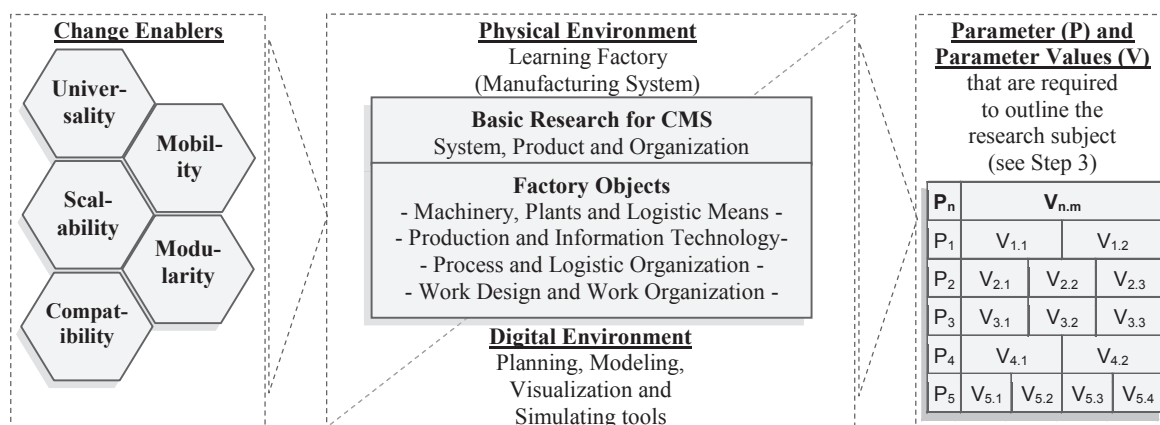 Change Enablers
Univer-
sality
Mobil-
ity
Scal-
ability
Modu-
larity
Compat-
ibility
Physical Environment
Learning Factory
(Manufacturing System)
Basic Research for CMS
System, Product and Organization
Factory Objects
- Machinery, Plants and Logistic Means -
- Production and Information Technology-
- Process and Logistic Organization -
- Work Design and Work Organization -
Digital Environment
Planning, Modeling,
Visualization and
Simulating tools
Parameter (P) and
Parameter Values (V)
that are required
to outline the
research subject
(see Step 3)
Pn Vn.m
P1 V1.1 V1.2
P2 V2.1 V2.2 V2.3
P3 V3.1 V3.2 V3.3
P4 V4.1 V4.2
P5 V5.1 V5.2 V5.3 V5.4